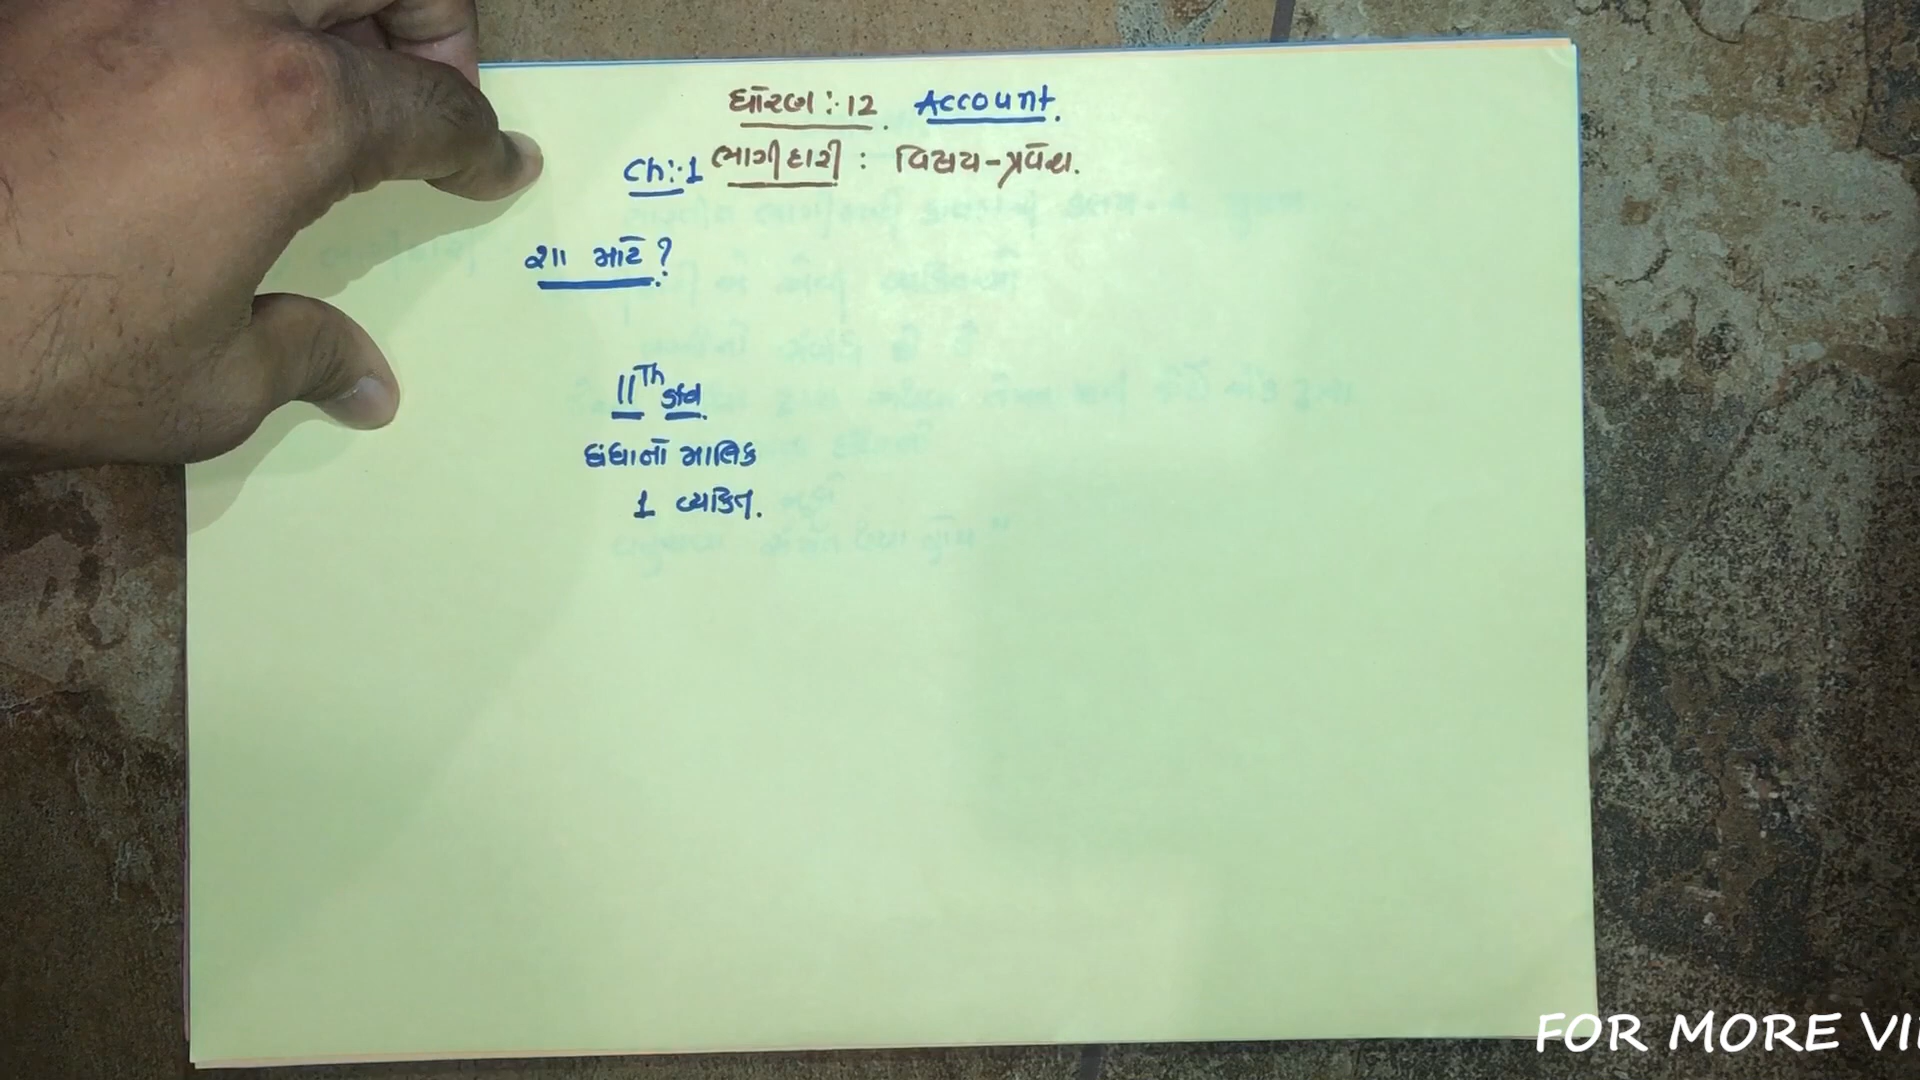 ધોરણ :- 12 Account.
Ch:-1 ભાગીદારી : વિષય-પ્રવેશ.
શા માટે ?
11Th
ધંધાનો માલિક
1 વ્યકિત.
FOR MORE VI